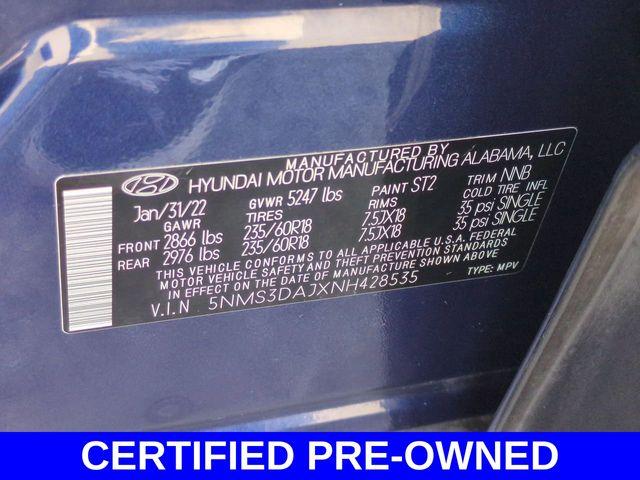 MANUFACTURED BY
HYUNDAI MOTOR MANUFACTURING ALABAMA, LLC
Jan/31/22 GVWR 5247 lbs PAINT ST2 TRIM NNB
GAWR TIRES RIMS COLD TIRE INFL
FRONT 2866 lbs 235/60R18 7.5JX18 35 psi SINGLE
REAR 2976 lbs 235/60R18 7.5JX18 35 psi SINGLE
THIS VEHICLE CONFORMS TO ALL APPLICABLE U.S.A. FEDERAL
MOTOR VEHICLE SAFETY AND THEFT PREVENTION STANDARDS
IN EFFECT ON THE DATE OF MANUFACTURE SHOWN ABOVE.
V.I.N 5NMS3DAJXNH428535 TYPE: MPV
CERTIFIED PRE-OWNED